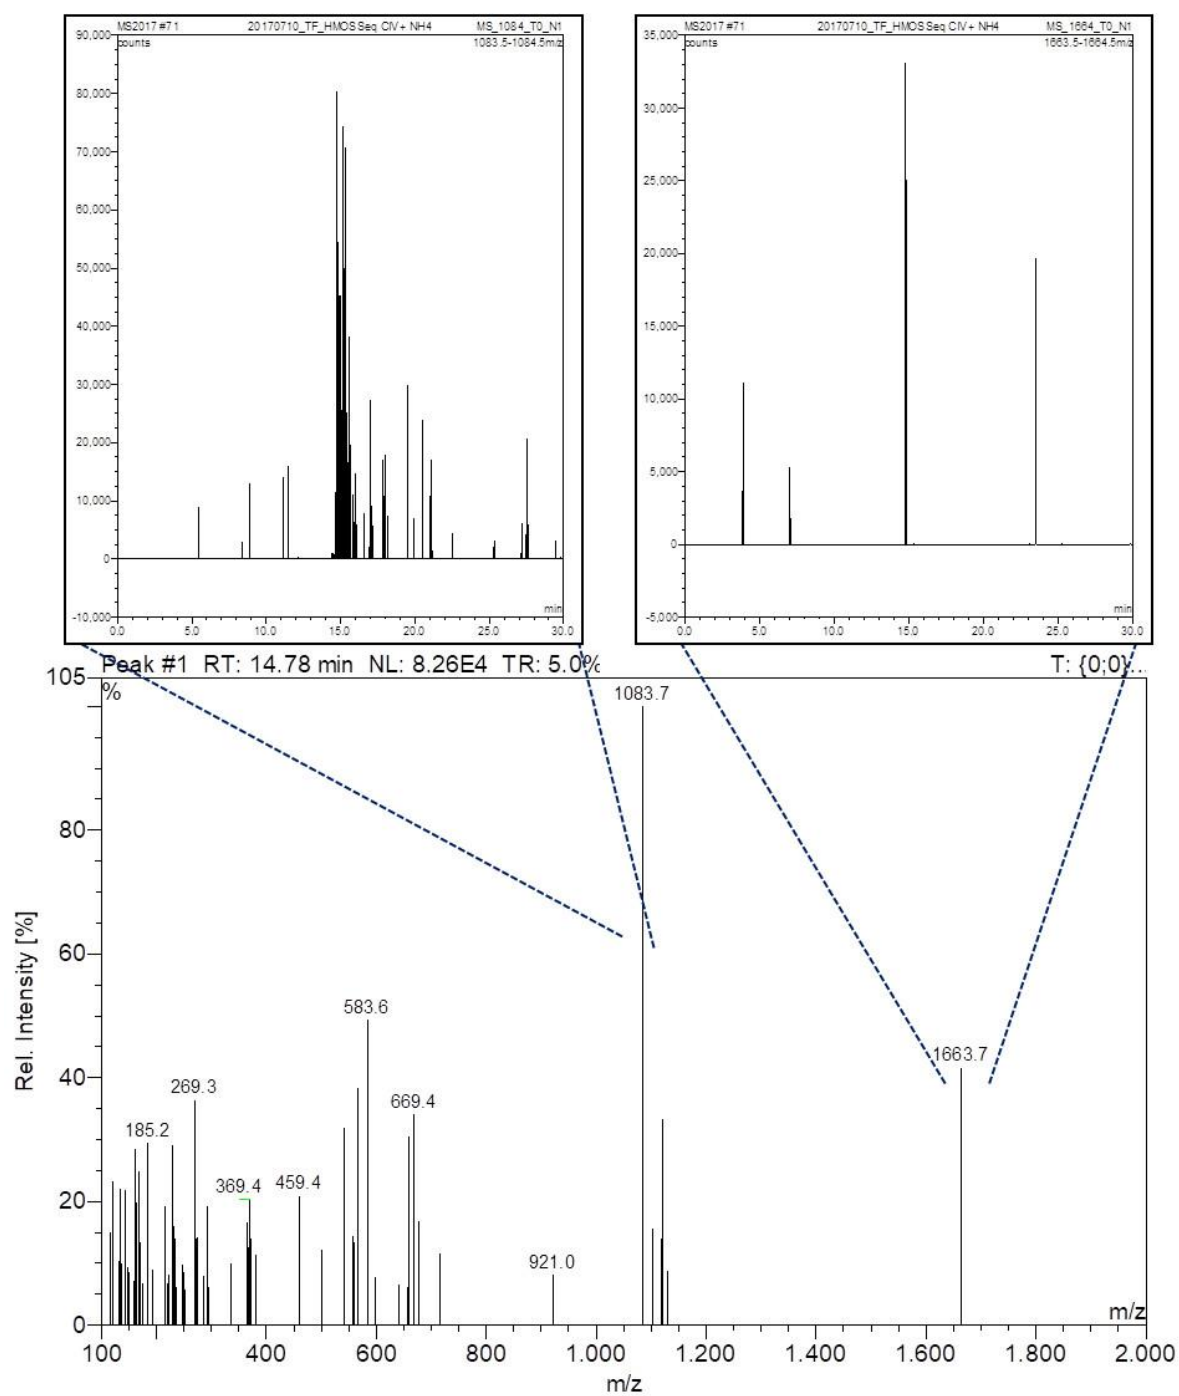 MS2017 #71 20170710_TF_HMOSSeq CIV+ NH4 MS_1084_T0_N1
90,000
counts 1083.5-1084.5m/z
80,000
70,000
60,000
50,000
40,000
30,000
20,000
10,000
0
-10,000
min
0.0 5.0 10.0 15.0 20.0 25.0 30.0
MS2017 #71 20170710_TF_HMOSSeq CIV+ NH4 MS_1664_T0_N1
35,000
counts 1663.5-1664.5m/z
30,000
25,000
20,000
15,000
10,000
5,000
0
-5,000
min
0.0 5.0 10.0 15.0 20.0 25.0 30.0
Peak #1 RT: 14.78 min NL: 8.26E4 TR: 5.0% T: {0;0}...
105
%
1083.7
80
60
Rel. Intensity [%]
583.6
1663.7
40
269.3
669.4
185.2
369.4
459.4
20
921.0
0
m/z
100 400 600 800 1.000 1.200 1.400 1.600 1.800 2.000
m/z